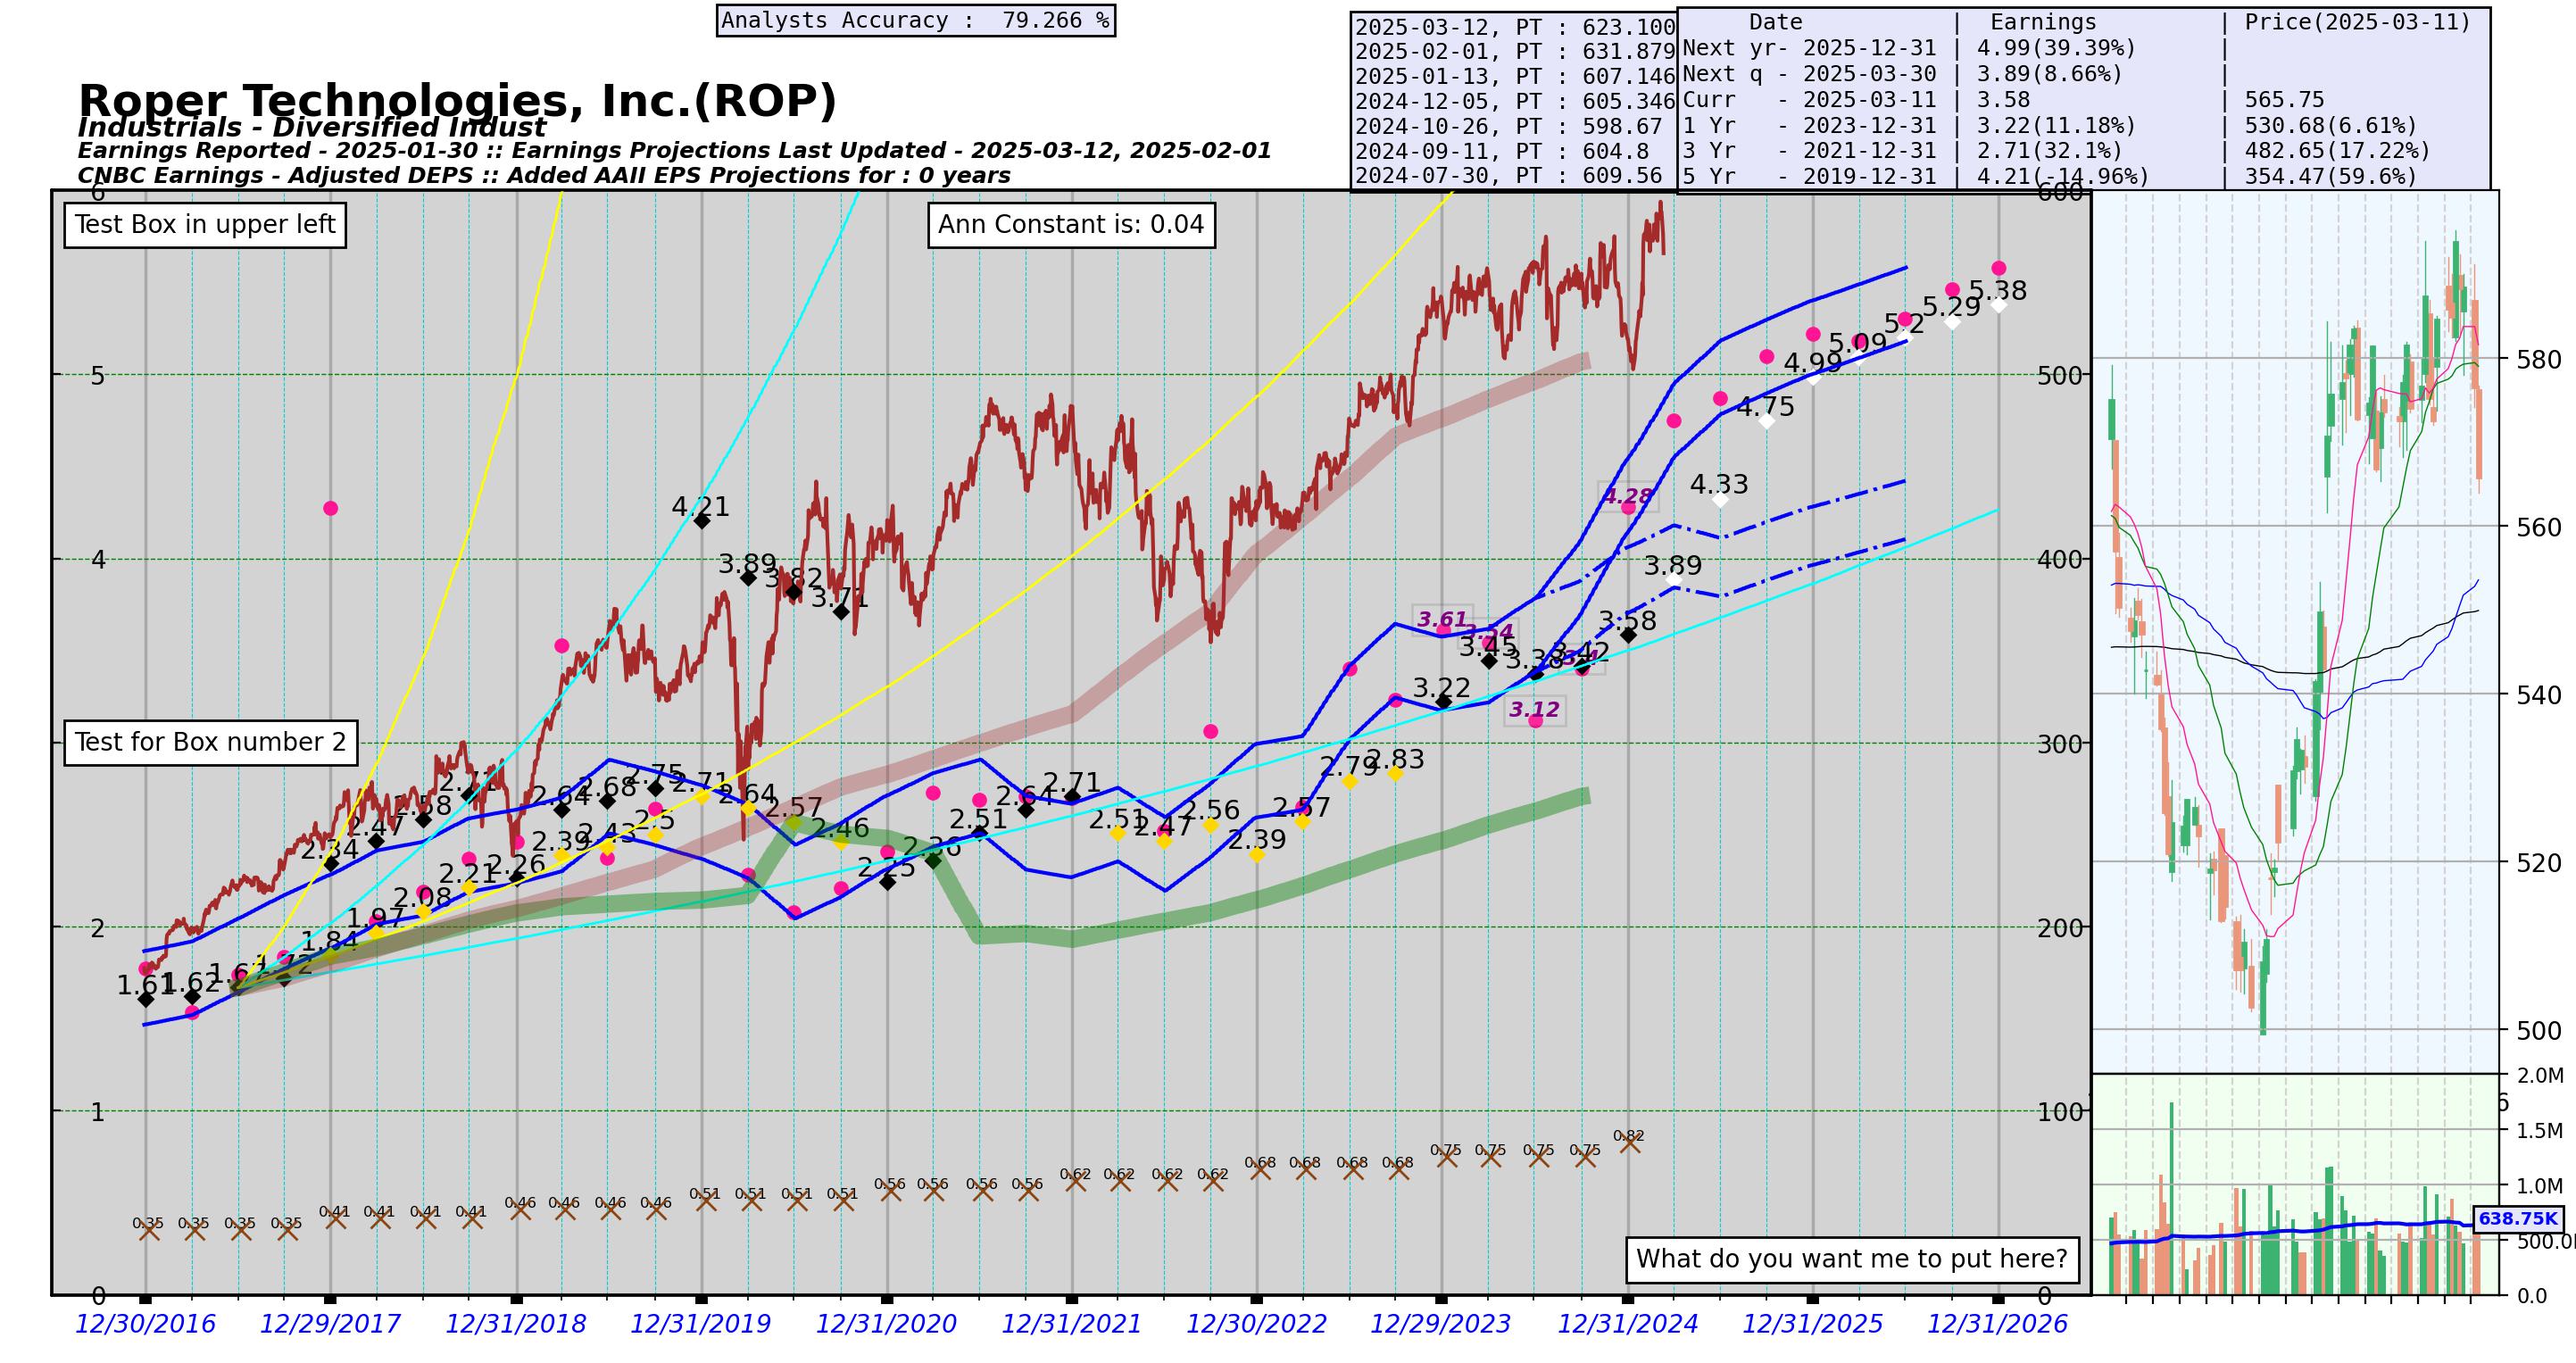 Analysts Accuracy :  79.266 %
2025-03-12, PT : 623.100
2025-02-01, PT : 631.879
2025-01-13, PT : 607.146
2024-12-05, PT : 605.346
2024-10-26, PT : 598.67
2024-09-11, PT : 604.8
2024-07-30, PT : 609.56
Date | Earnings | Price(2025-03-11)
Next yr- 2025-12-31 | 4.99(39.39%) |
Next q - 2025-03-30 | 3.89(8.66%) |
Curr - 2025-03-11 | 3.58 | 565.75
1 Yr - 2023-12-31 | 3.22(11.18%) | 530.68(6.61%)
3 Yr - 2021-12-31 | 2.71(32.1%) | 482.65(17.22%)
5 Yr - 2019-12-31 | 4.21(-14.96%) | 354.47(59.6%)
Roper Technologies, Inc.(ROP)
Industrials - Diversified Indust
Earnings Reported - 2025-01-30 :: Earnings Projections Last Updated - 2025-03-12, 2025-02-01
CNBC Earnings - Adjusted DEPS :: Added AAII EPS Projections for : 0 years
Test Box in upper left
Ann Constant is: 0.04
Test for Box number 2
What do you want me to put here?
6
5
4
2
1
0
600
500
400
300
200
100
0
580
560
540
520
500
2.0M
1.5M
1.0M
638.75K
500.0
0.0
1.61 1.62 1.67 1.72 1.84 1.97 2.08 2.21 2.26 2.39 2.43 2.5
2.34 2.47 2.58 2.71 2.64 2.68 2.75 2.71 2.64 2.57 2.46
4.21 3.89 3.82 3.71
2.25 2.36 2.51 2.64 2.71 2.51 2.47 2.56 2.39 2.57 2.79 2.83
3.22 3.45 3.38 3.42 3.58
3.61 3.54 3.12 4.28
3.89 4.33 4.75 4.99 5.09 5.2 5.29 5.38
0.35 0.35 0.35 0.35 0.41 0.41 0.41 0.41 0.46 0.46 0.46 0.46 0.51 0.51 0.51 0.51 0.56 0.56 0.56 0.56 0.62 0.62 0.62 0.62 0.68 0.68 0.68 0.68 0.75 0.75 0.75 0.75 0.82
12/30/2016 12/29/2017 12/31/2018 12/31/2019 12/31/2020 12/31/2021 12/30/2022 12/29/2023 12/31/2024 12/31/2025 12/31/2026